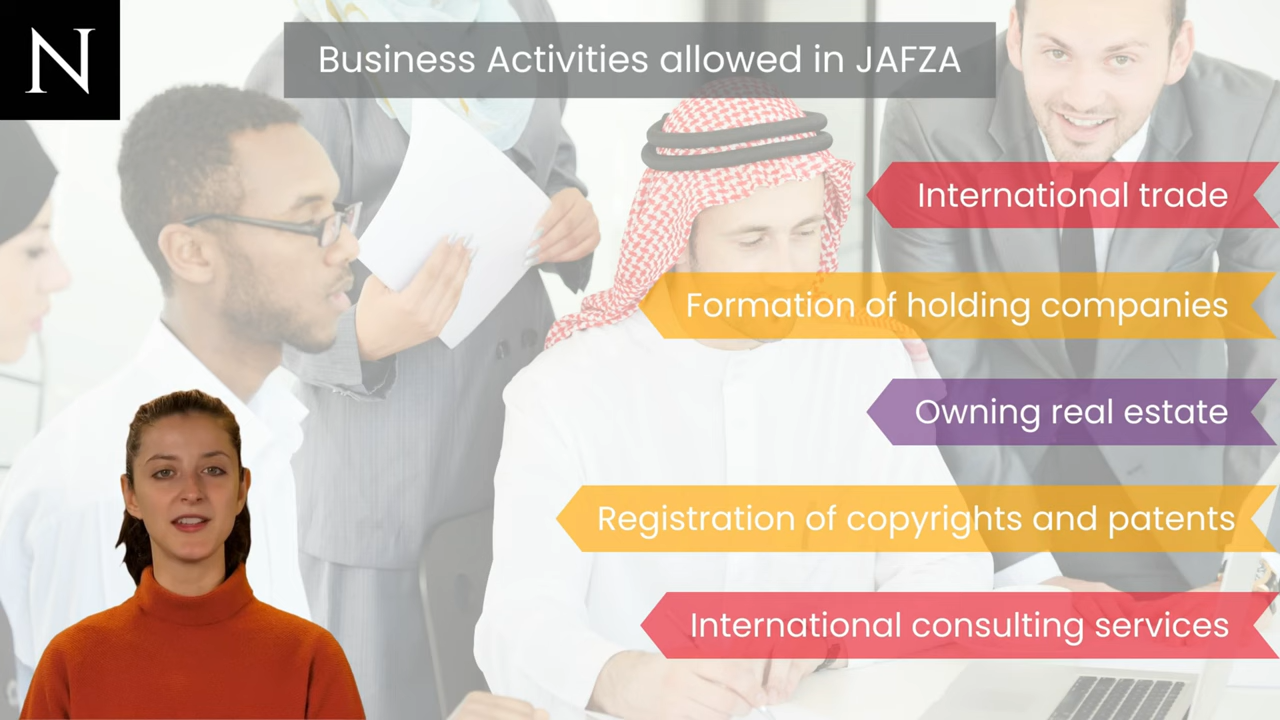 N
Business Activities allowed in JAFZA
International trade
Formation of holding companies
Owning real estate
Registration of copyrights and patents
International consulting services